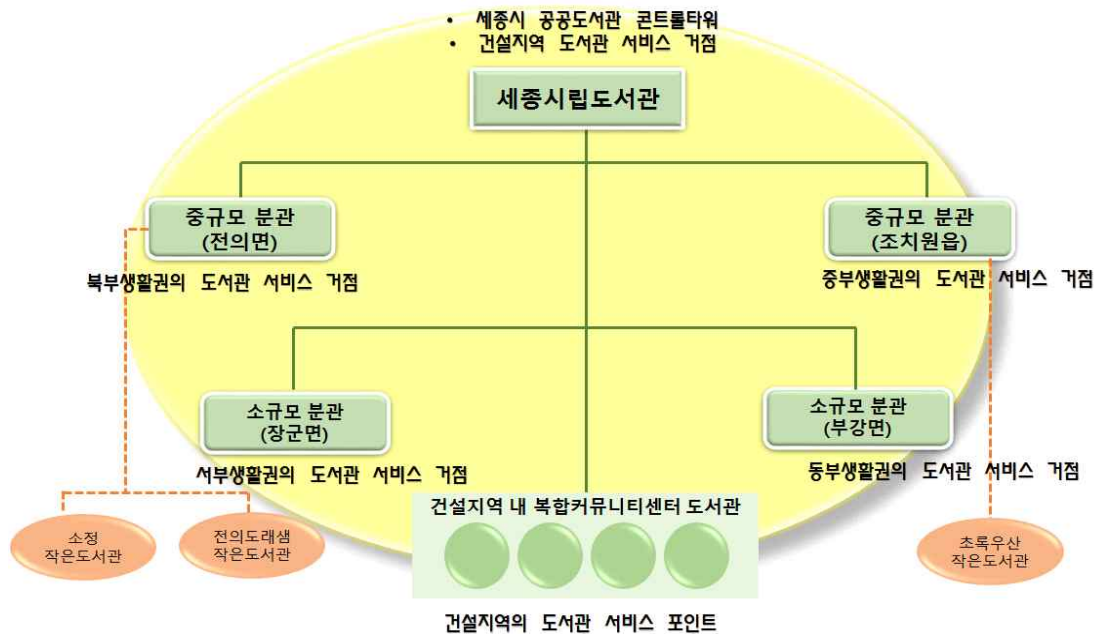 • 세종시 공공도서관 콘트롤타워
• 건설지역 도서관 서비스 거점
세종시립도서관
중규모 분관
(전의면)
북부생활권의 도서관 서비스 거점
중규모 분관
(조치원읍)
중부생활권의 도서관 서비스 거점
소규모 분관
(장군면)
서부생활권의 도서관 서비스 거점
소규모 분관
(부강면)
동부생활권의 도서관 서비스 거점
건설지역 내 복합커뮤니티센터 도서관
건설지역의 도서관 서비스 포인트
소정
작은도서관
전의도래샘
작은도서관
초록우산
작은도서관